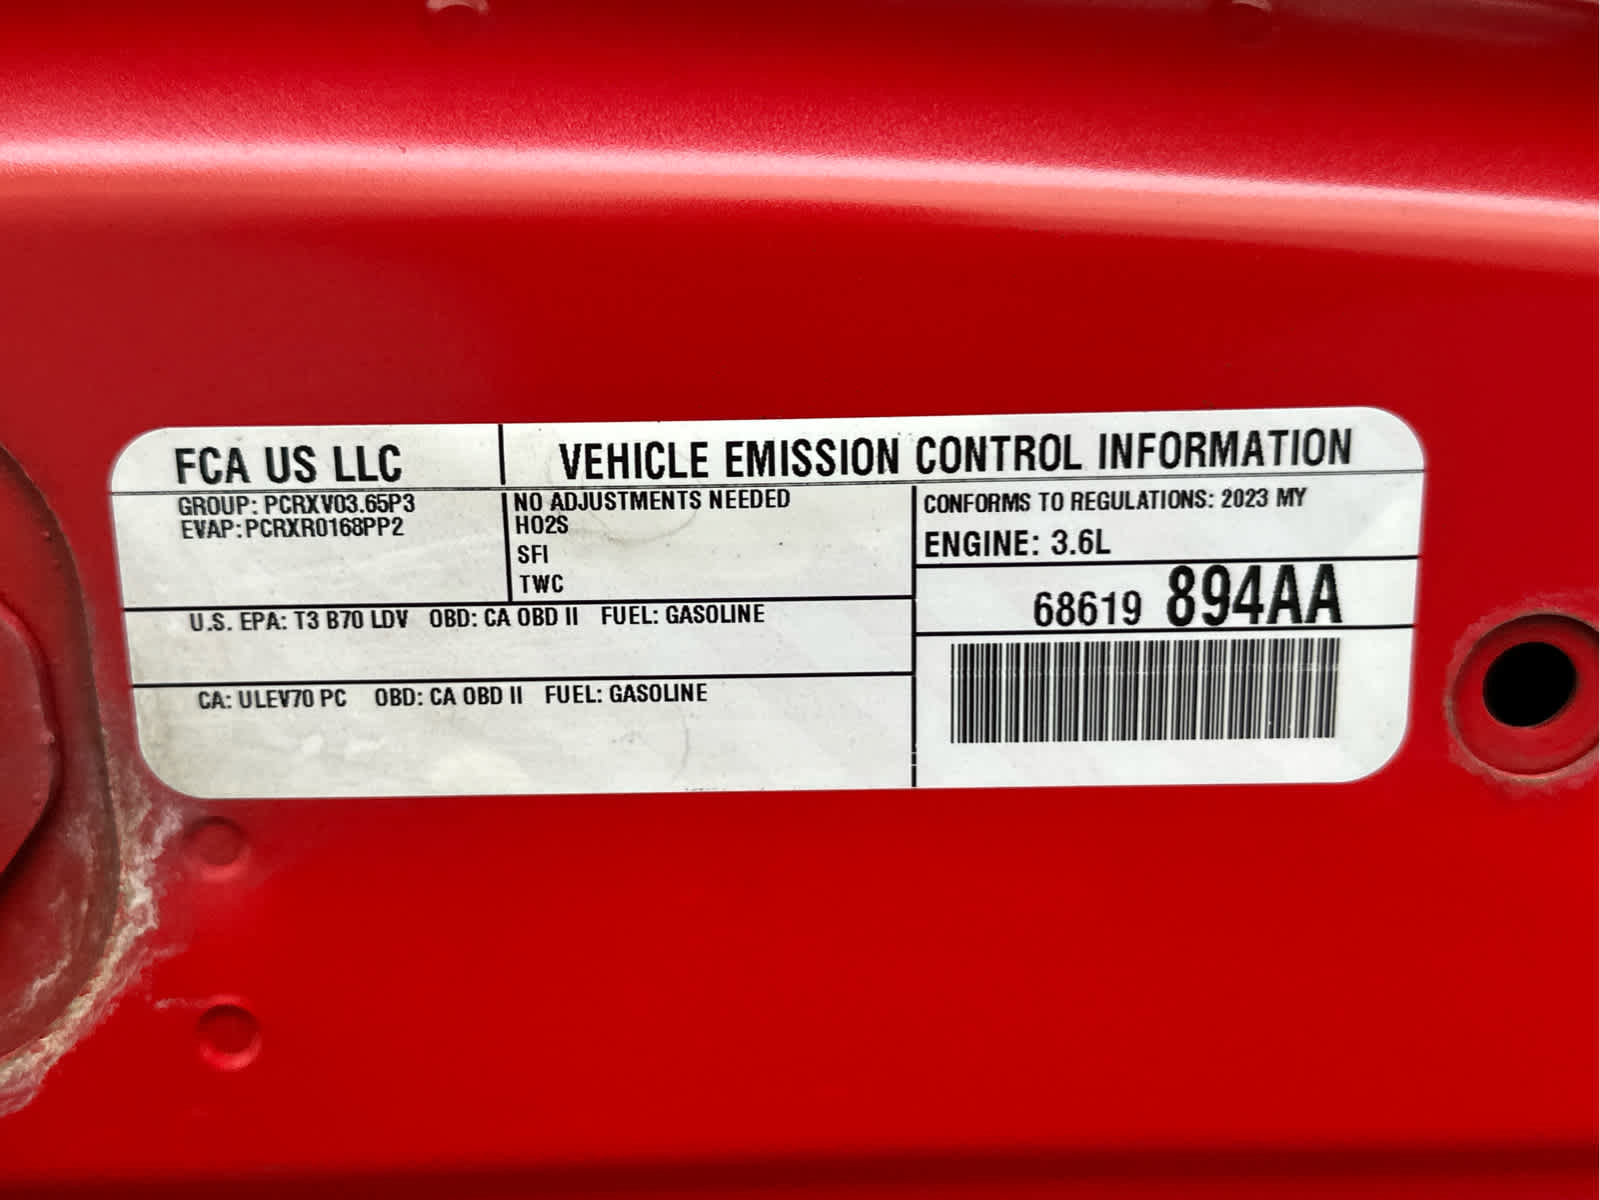 FCA US LLC
VEHICLE EMISSION CONTROL INFORMATION
GROUP: PCRXV03.65P3
EVAP:PCRXR0168PP2
NO ADJUSTMENTS NEEDED
HO2S
SFI
TWC
CONFORMS TO REGULATIONS: 2023 MY
ENGINE: 3.6L
68619 894AA
U.S. EPA: T3 B70 LDV OBD: CA OBD II FUEL: GASOLINE
CA: ULEV70 PC OBD: CA OBD II FUEL: GASOLINE